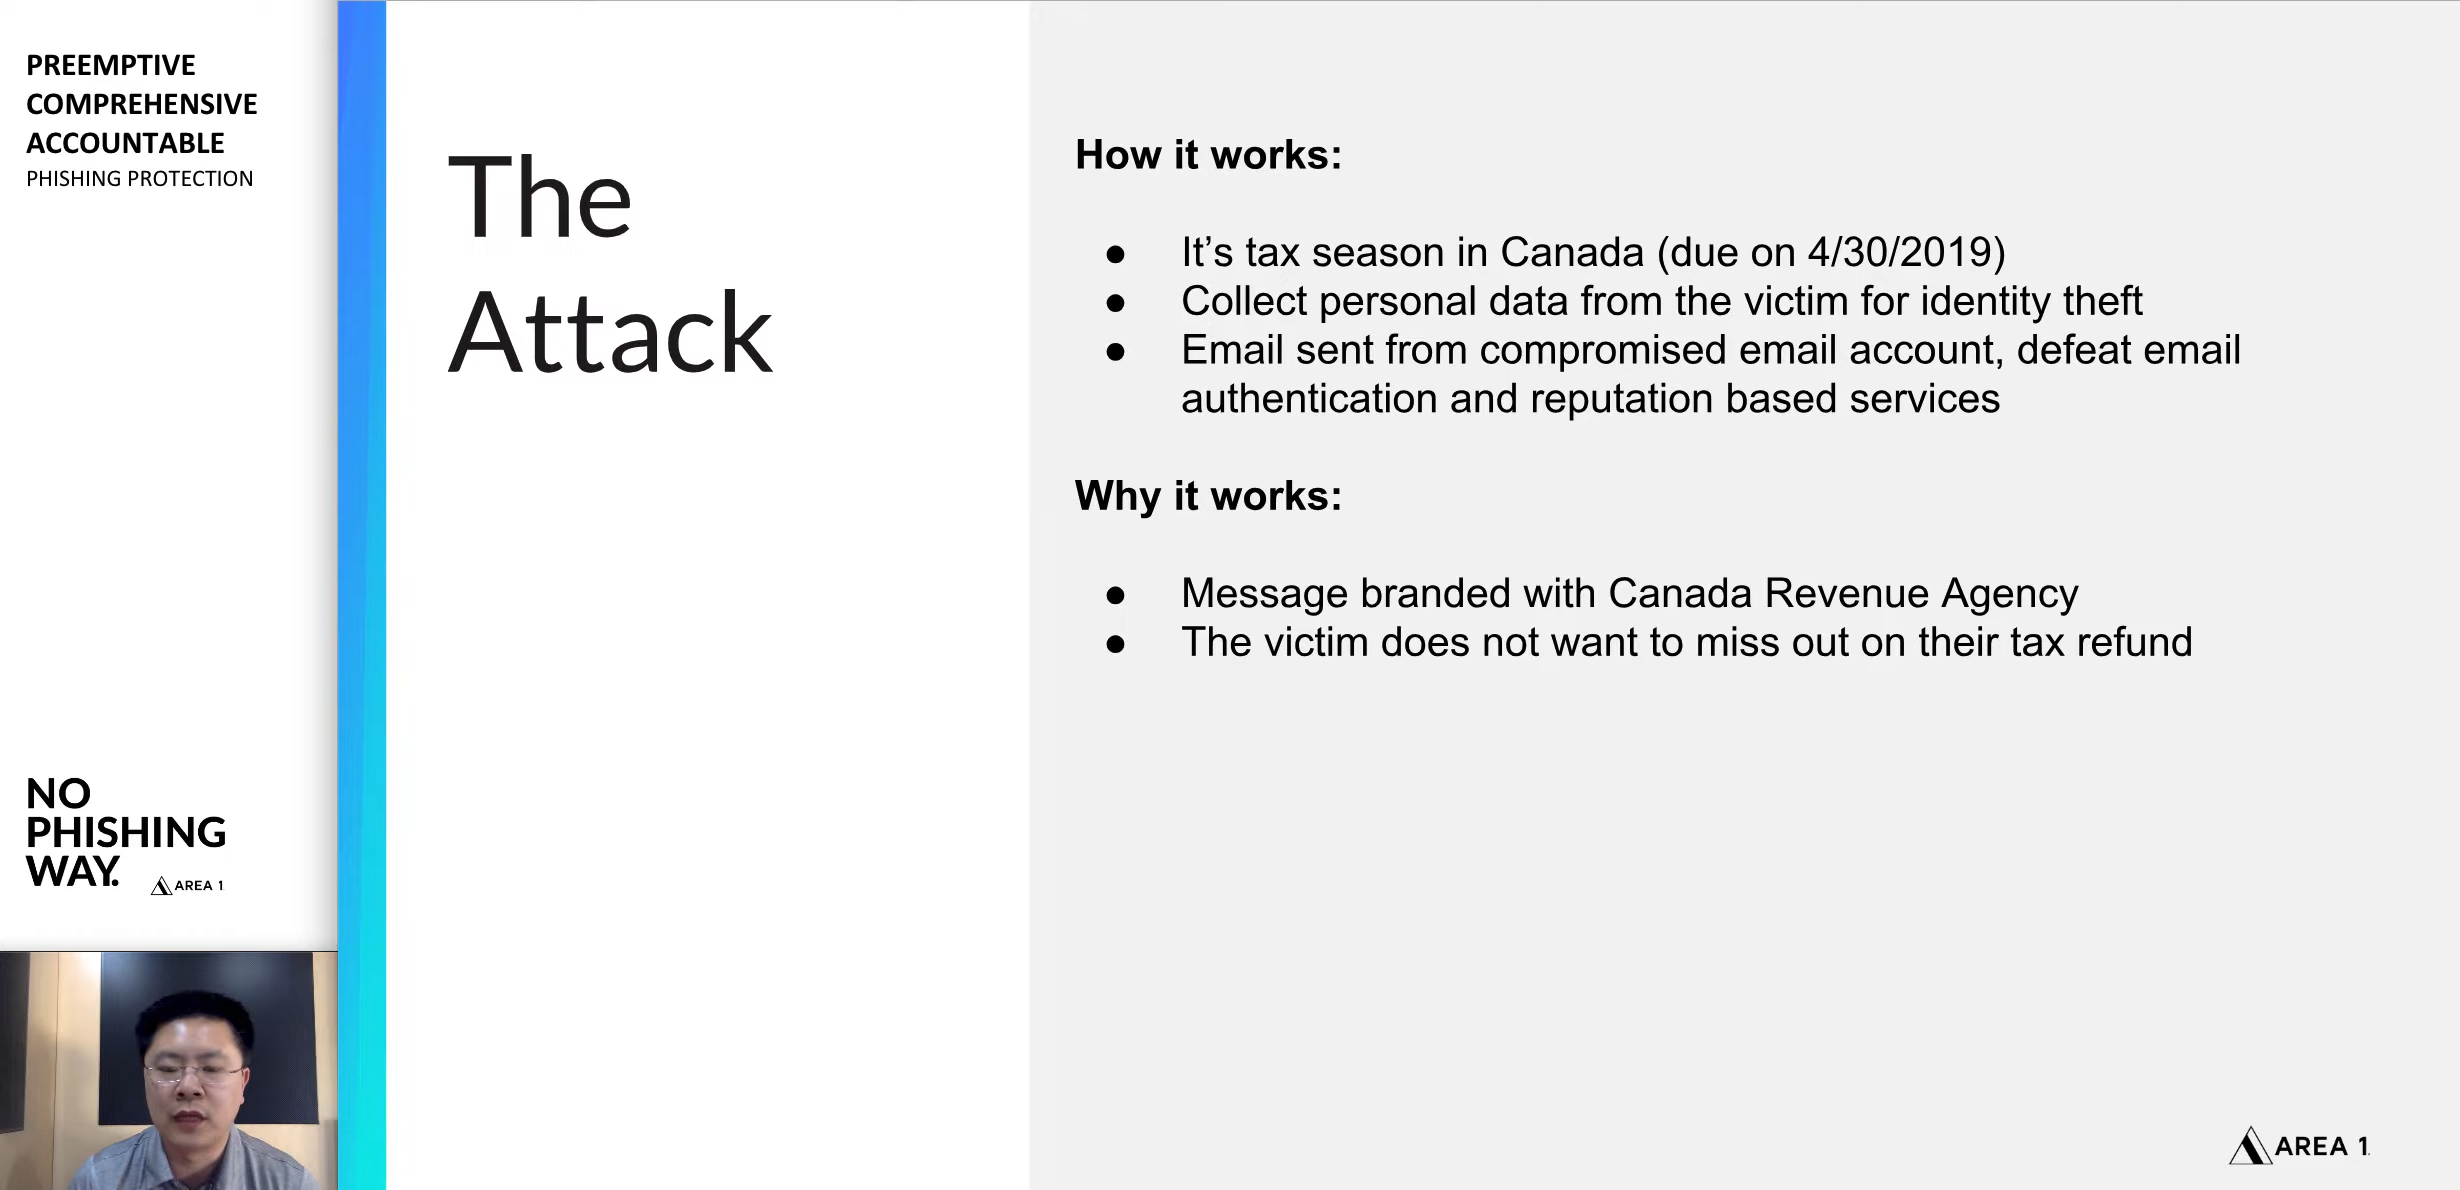 PREEMPTIVE
COMPREHENSIVE
ACCOUNTABLE
PHISHING PROTECTION
NO
PHISHING
WAY.
AREA 1
The
Attack
How it works:
● It’s tax season in Canada (due on 4/30/2019)
● Collect personal data from the victim for identity theft
● Email sent from compromised email account, defeat email
authentication and reputation based services
Why it works:
● Message branded with Canada Revenue Agency
● The victim does not want to miss out on their tax refund
AREA 1